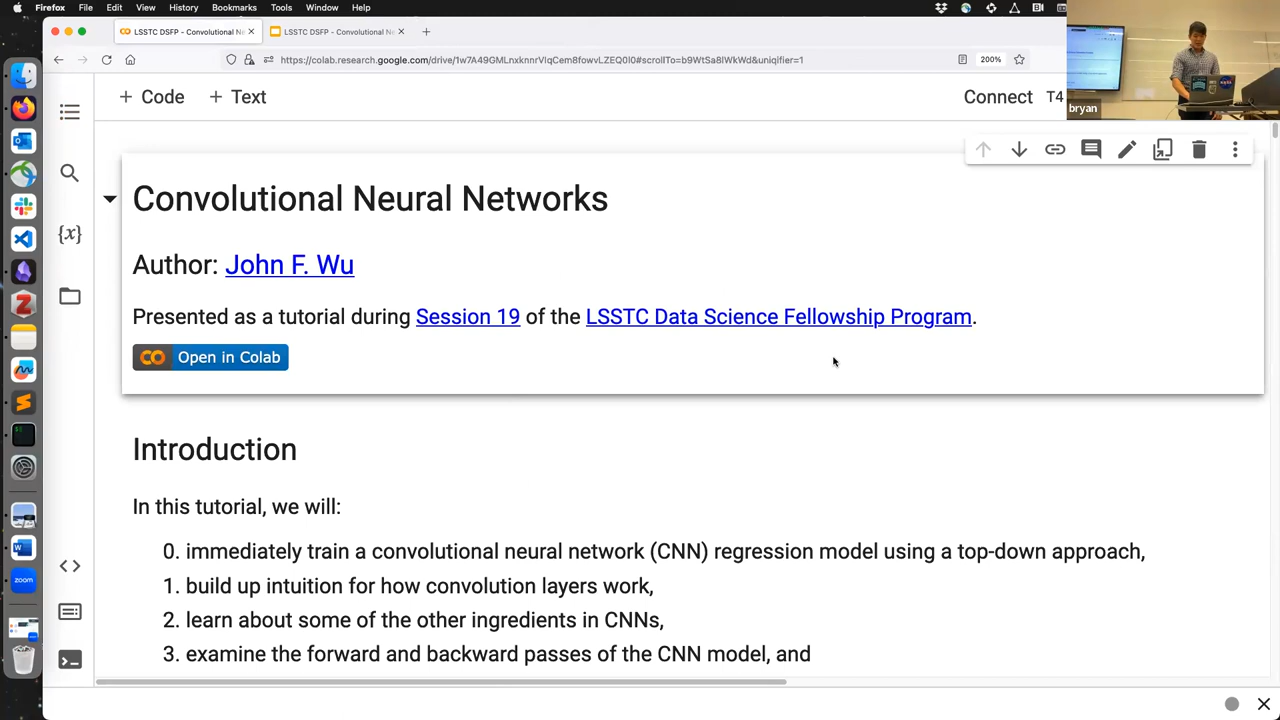 Firefox File Edit View History Bookmarks Tools Window Help
LSSTC DSFP - Convolutional Ne
LSSTC DSFP - Convolutional Ne
https://colab.research.google.com/drive/1w7A49GMLnxknnrVIqCem8fowvLZEQ0I0#scrollTo=b9WtSa8IWkWd&uniqifier=1
200%
+ Code + Text
Connect T4
bryan
{x}
Convolutional Neural Networks
Author: John F. Wu
Presented as a tutorial during Session 19 of the LSSTC Data Science Fellowship Program.
Open in Colab
Introduction
In this tutorial, we will:
0. immediately train a convolutional neural network (CNN) regression model using a top-down approach,
1. build up intuition for how convolution layers work,
2. learn about some of the other ingredients in CNNs,
3. examine the forward and backward passes of the CNN model, and
zoom